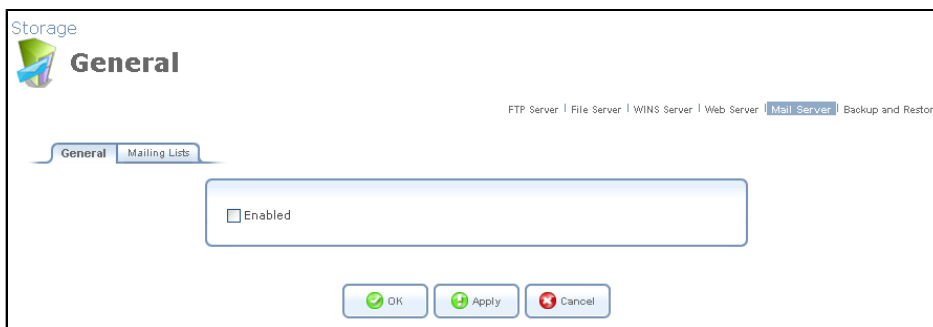 Storage
General
FTP Server | File Server | WINS Server | Web Server | Mail Server | Backup and Restor
General Mailing Lists
Enabled
OK Apply Cancel